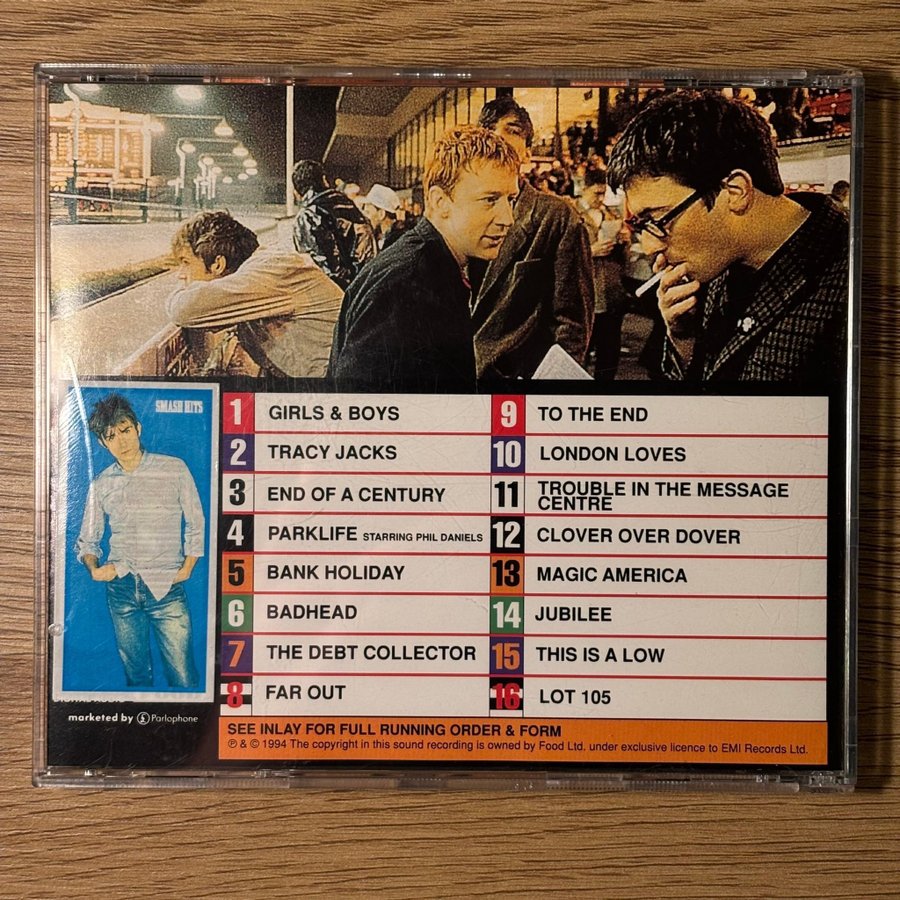 SMASH HITS
1 GIRLS & BOYS
2 TRACY JACKS
3 END OF A CENTURY
4 PARKLIFE STARRING PHIL DANIELS
5 BANK HOLIDAY
6 BADHEAD
7 THE DEBT COLLECTOR
8 FAR OUT
9 TO THE END
10 LONDON LOVES
11 TROUBLE IN THE MESSAGE
CENTRE
12 CLOVER OVER DOVER
13 MAGIC AMERICA
14 JUBILEE
15 THIS IS A LOW
16 LOT 105
marketed by Parlophone
SEE INLAY FOR FULL RUNNING ORDER & FORM
℗ & © 1994 The copyright in this sound recording is owned by Food Ltd. under exclusive licence to EMI Records Ltd.